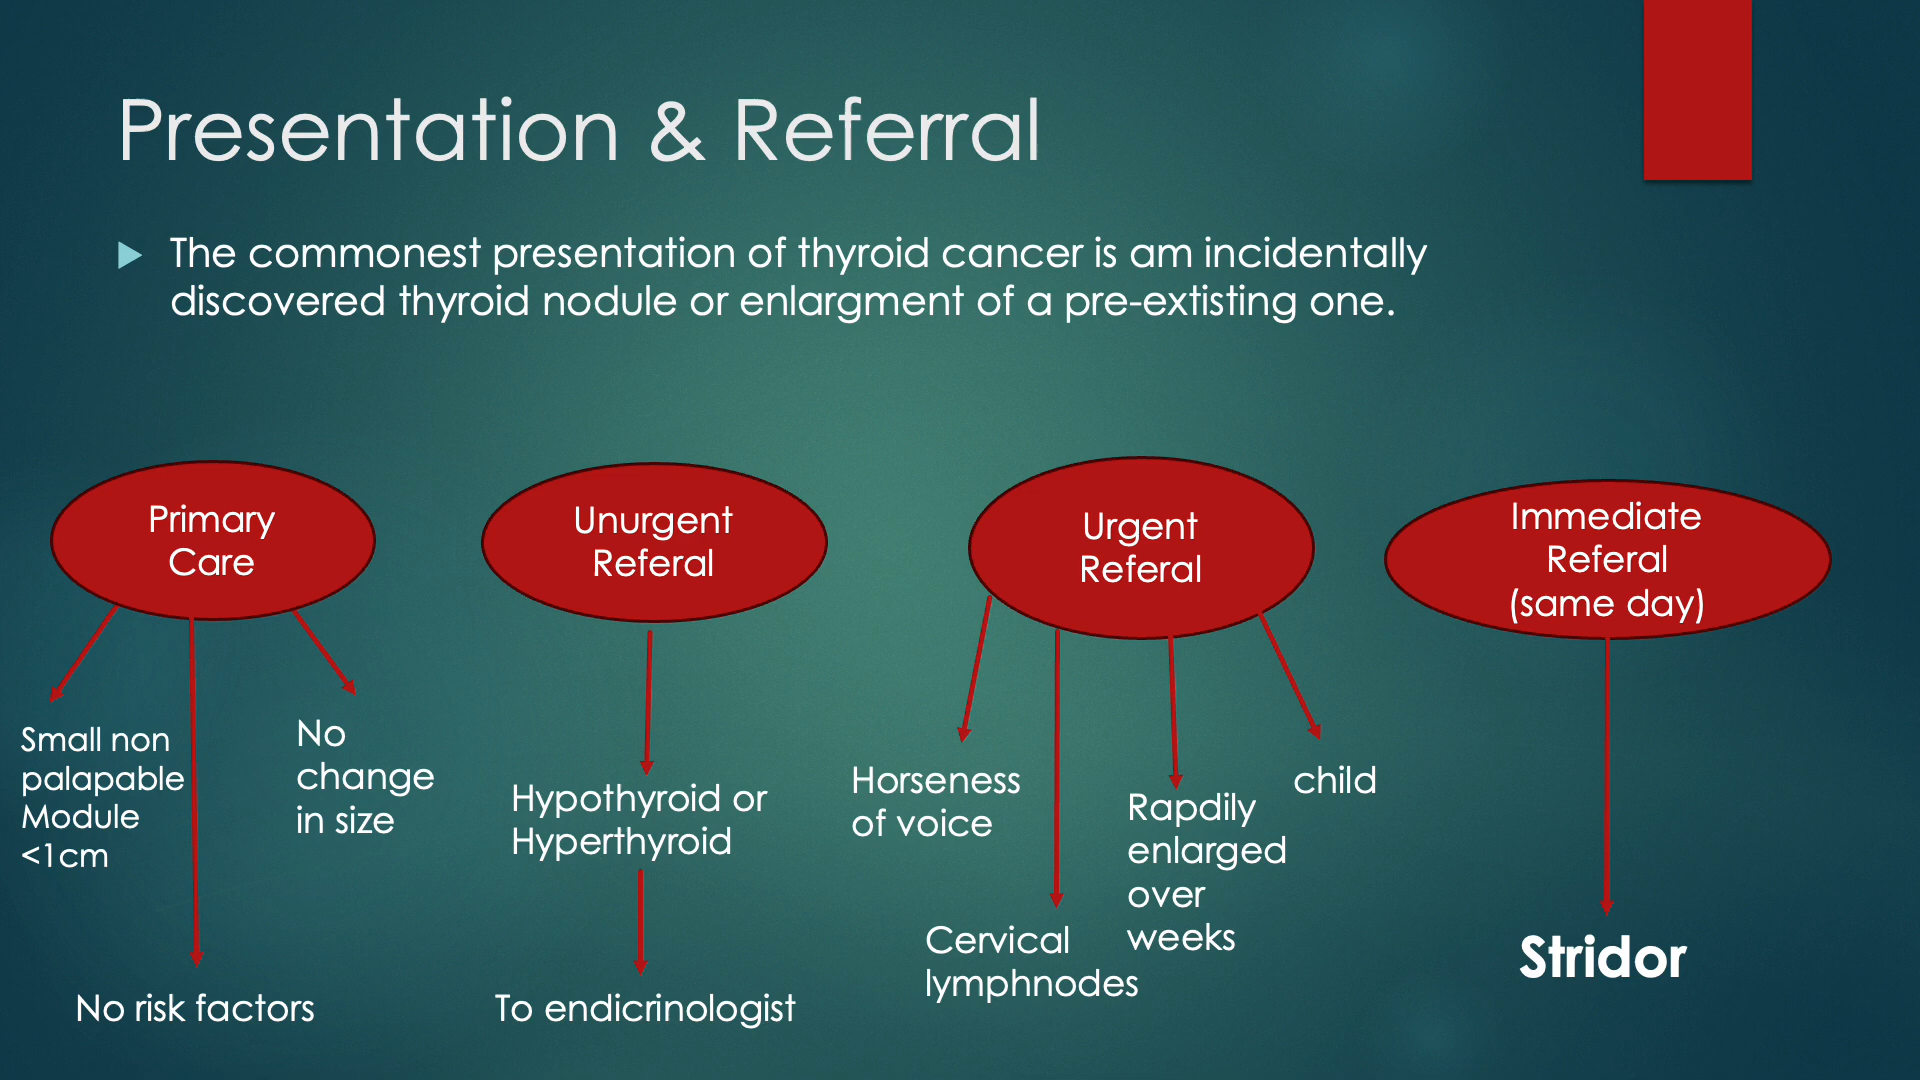 Presentation & Referral
The commonest presentation of thyroid cancer is am incidentally
discovered thyroid nodule or enlargment of a pre-extisting one.
Primary
Care
Small non
palapable
Module
<1cm
No risk factors
No
change
in size
Unurgent
Referal
Hypothyroid or
Hyperthyroid
To endicrinologist
Urgent
Referal
Horseness
of voice
Cervical
lymphnodes
Rapdily
enlarged
over
weeks
child
Immediate
Referal
(same day)
Stridor